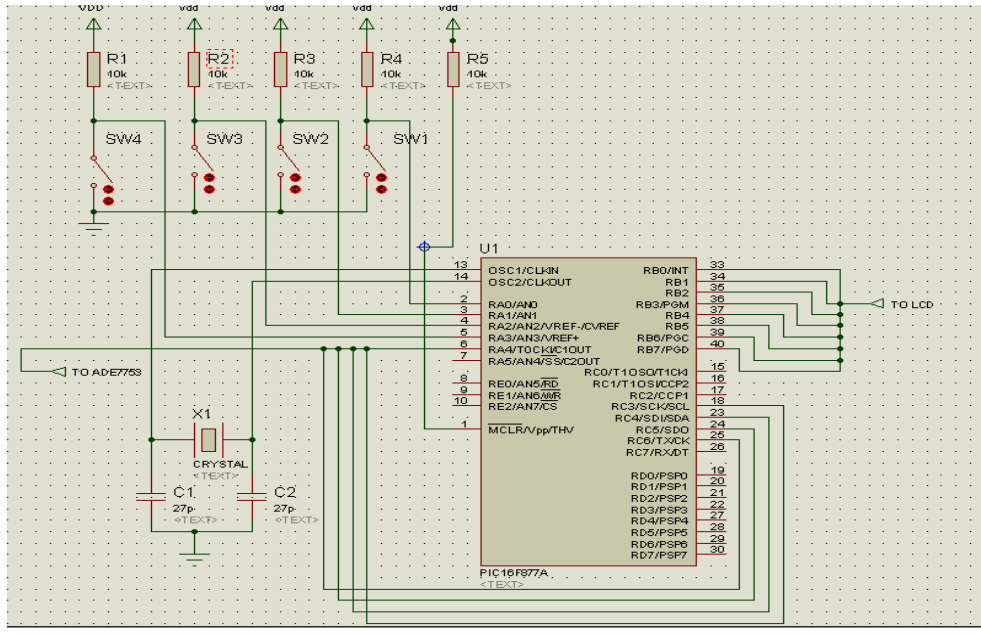 VDD Vdd Vdd Vdd Vdd
R1 R2 R3 R4 R5
10k 10k 10k 10k 10k
<TEXT> <TEXT> <TEXT> <TEXT> <TEXT>
SW4 SW3 SW2 SW1
U1
13 OSC1/CLKIN RB0/INT 33
14 OSC2/CLKOUT RB1 34
RB2 35
2 RA0/AN0 RB3/PGM 36
3 RA1/AN1 RB4 37
4 RA2/AN2/VREF-/CVREF RB5 38
5 RA3/AN3/VREF+ RB6/PGC 39
6 RA4/T0CKI/C1OUT RB7/PGD 40
7 RA5/AN4/SS/C2OUT
TO LCD
TO ADE7753
RC0/T1OSO/T1CKI 15
8 RE0/AN5/RD RC1/T1OSI/CCP2 16
9 RE1/AN6/WR RC2/CCP1 17
10 RE2/AN7/CS RC3/SCK/SCL 18
RC4/SDI/SDA 23
1 MCLR/Vpp/THV RC5/SDO 24
RC6/TX/CK 25
RC7/RX/DT 26
X1
CRYSTAL
<TEXT>
RD0/PSP0 19
RD1/PSP1 20
RD2/PSP2 21
RD3/PSP3 22
RD4/PSP4 27
RD5/PSP5 28
RD6/PSP6 29
RD7/PSP7 30
C1 C2
27p 27p
<TEXT> <TEXT>
PIC16F877A
<TEXT>